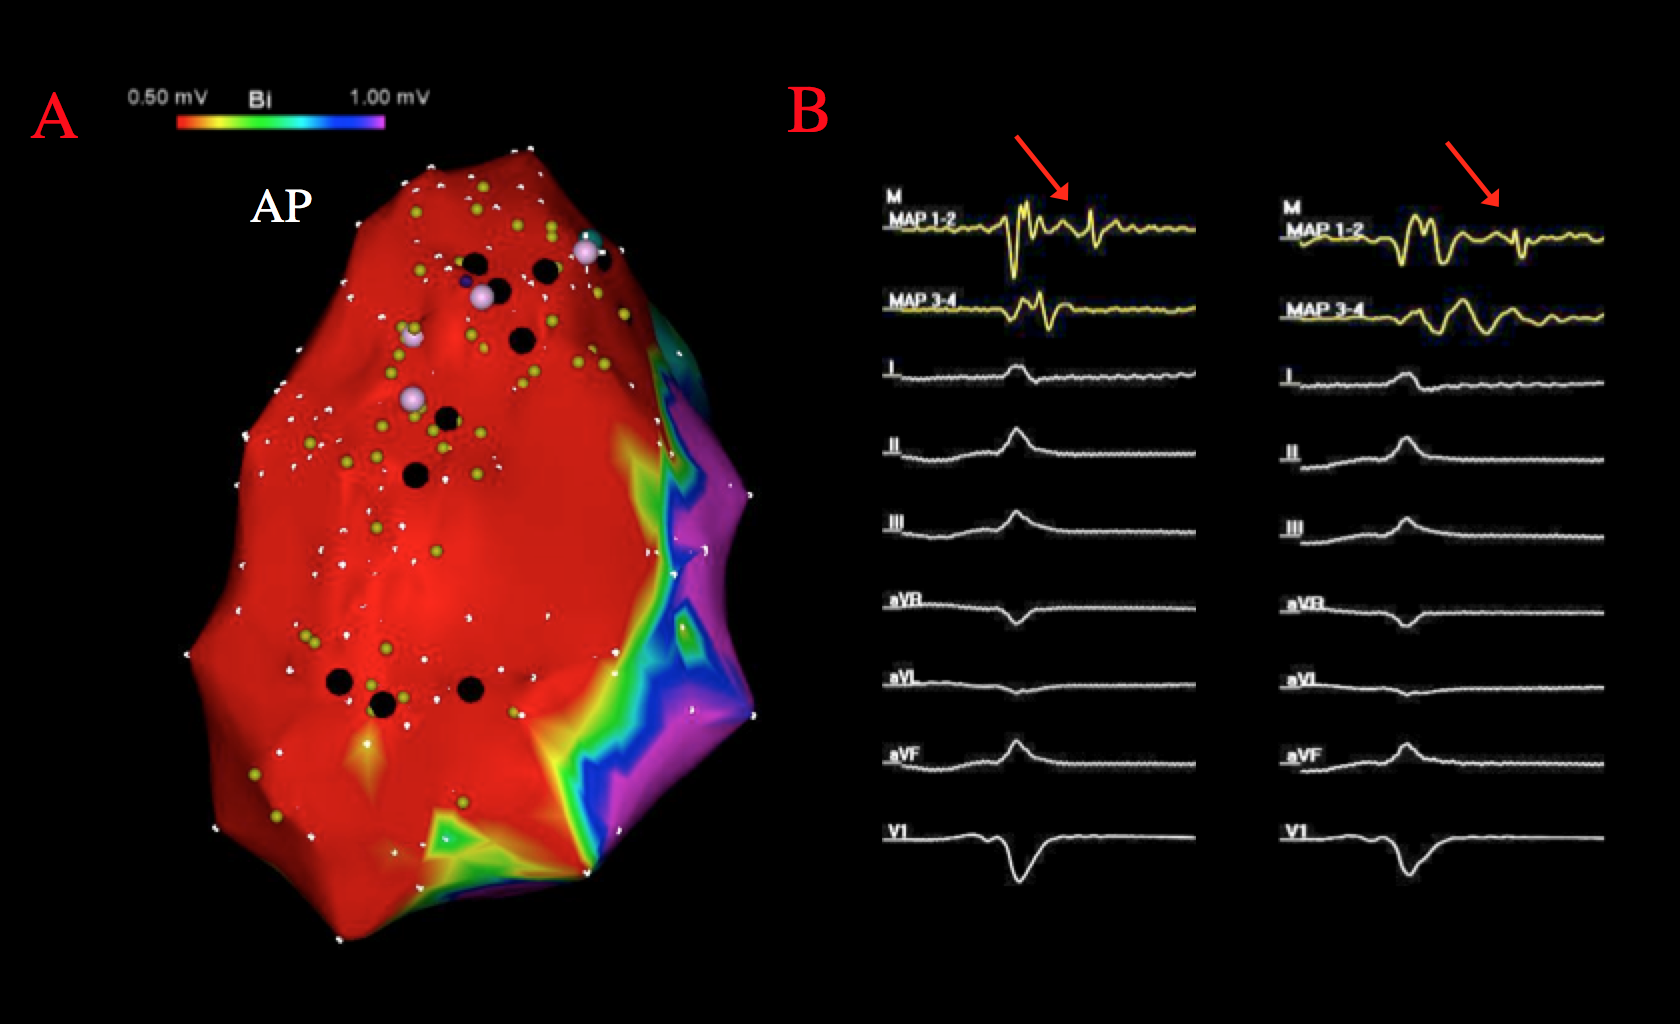 A
0.50 mV Bi 1.00 mV
AP
B
M
MAP 1-2
MAP 3-4
I
II
III
aVR
aVL
aVF
V1
M
MAP 1-2
MAP 3-4
I
II
III
aVR
aVL
aVF
V1